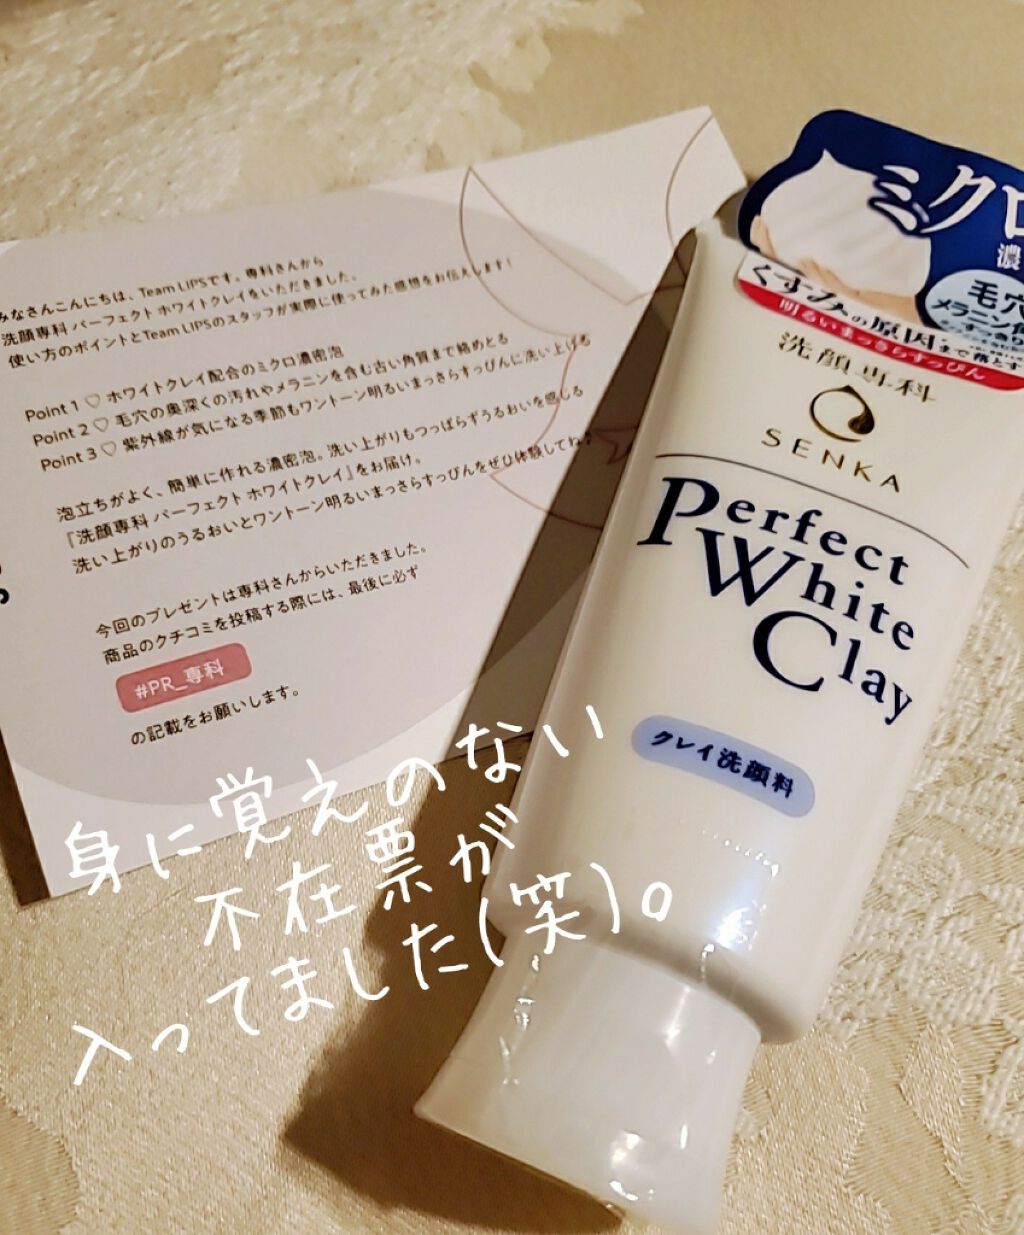 みなさんこんにちは、Team LIPSです。専科さんから
洗顔専科 パーフェクト ホワイトクレイをいただきました、
使い方のポイントとTeam LIPSのスタッフが実際に使ってみた感想をお伝えします!
Point 1 ♡ ホワイトクレイ配合のミクロ濃密泡
Point 2 ♡ 毛穴の奥深くの汚れやメラニンを含む古い角質まで絡めとる
Point 3 ♡ 紫外線が気になる季節もワントーン明るいまっさらすっぴんに洗い上げる
泡立ちがよく、簡単に作れる濃密泡。洗い上がりもつっぱらずうるおいを感じる
『洗顔専科 パーフェクト ホワイトクレイ』をお届け。
洗い上がりのうるおいとワントーン明るいまっさらすっぴんをぜひ体験してね♪
今回のプレゼントは専科さんからいただきました。
商品のクチコミを投稿する際には、最後に必ず
#PR_専科
の記載をお願いします。
ミクロ
濃
毛穴
メラニン
すっきり
くすみの原因まで落とす
明るいまっさらすっぴん
洗顔専科
SENKA
Perfect
White
Clay
クレイ洗顔料
身に覚えのない
不在票が
入ってました(笑)。